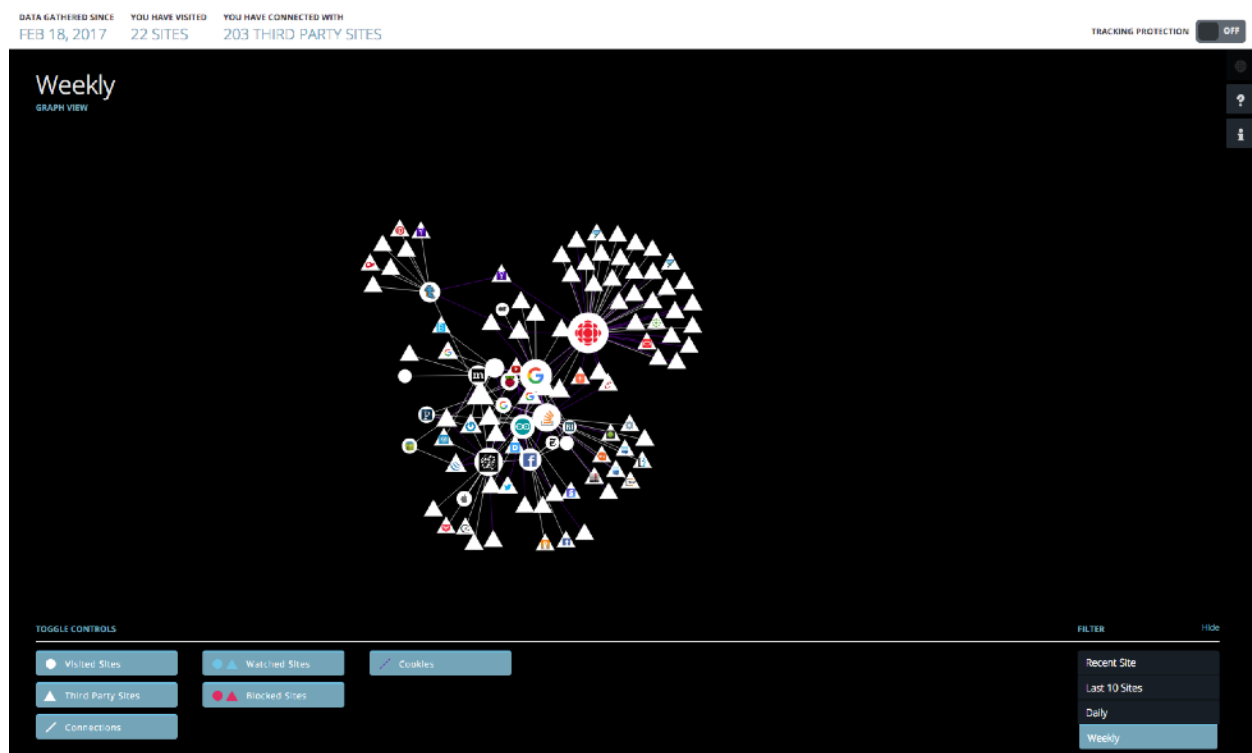 DATA GATHERED SINCE YOU HAVE VISITED YOU HAVE CONNECTED WITH
FEB 18, 2017 22 SITES 203 THIRD PARTY SITES
TRACKING PROTECTION OFF
Weekly
GRAPH VIEW
TOGGLE CONTROLS
Visited Sites Watched Sites Cookies
Third Party Sites Blocked Sites
Connections
FILTER Hide
Recent Site
Last 10 Sites
Daily
Weekly